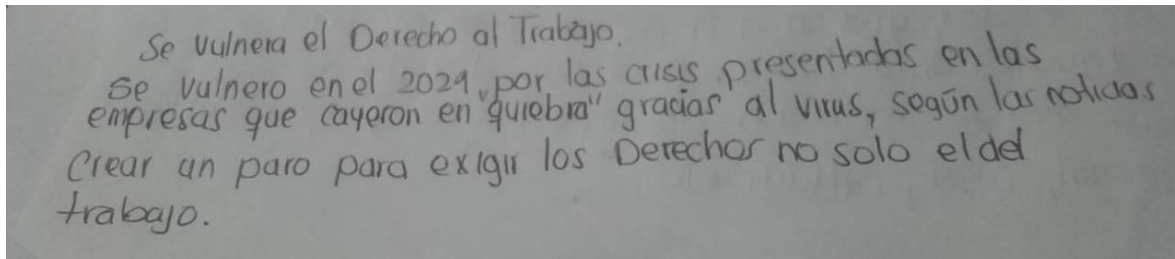 Se vulnera el Derecho al Trabajo.
Se vulnero en el 2029, por las crisis presentadas en las
empresas que cayeron en quiebra" gracias" al virus, según las noticias
Crear un paro para exigir los Derechos no solo el del
trabajo.